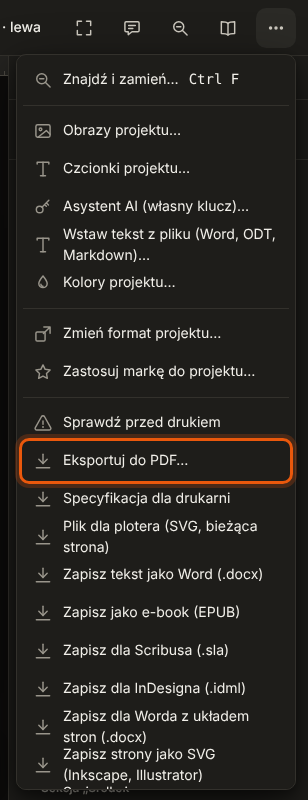 · lewa
Znajdź i zamień... Ctrl F
Obrazy projektu...
Czcionki projektu...
Asystent AI (własny klucz)...
Wstaw tekst z pliku (Word, ODT,
Markdown)...
Kolory projektu...
Zmień format projektu...
Zastosuj markę do projektu...
Sprawdź przed drukiem
Eksportuj do PDF...
Specyfikacja dla drukarni
Plik dla plotera (SVG, bieżąca
strona)
Zapisz tekst jako Word (.docx)
Zapisz jako e-book (EPUB)
Zapisz dla Scribusa (.sla)
Zapisz dla InDesigna (.idml)
Zapisz dla Worda z układem
stron (.docx)
Zapisz strony jako SVG
(Inkscape, Illustrator)